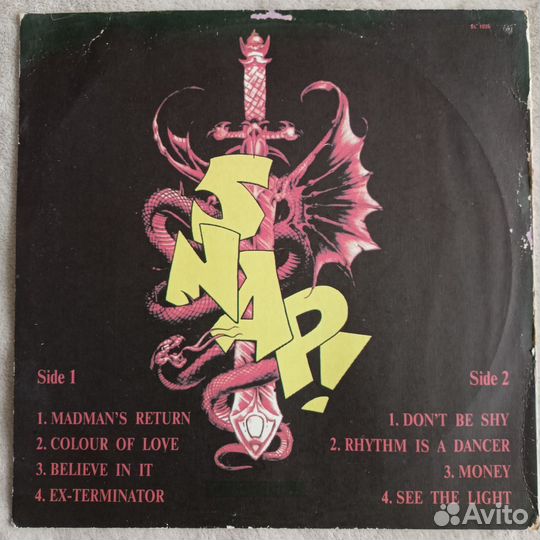 SNAP!
Side 1
1. MADMAN'S RETURN
2. COLOUR OF LOVE
3. BELIEVE IN IT
4. EX-TERMINATOR
Side 2
1. DON'T BE SHY
2. RHYTHM IS A DANCER
3. MONEY
4. SEE THE LIGHT
Avito